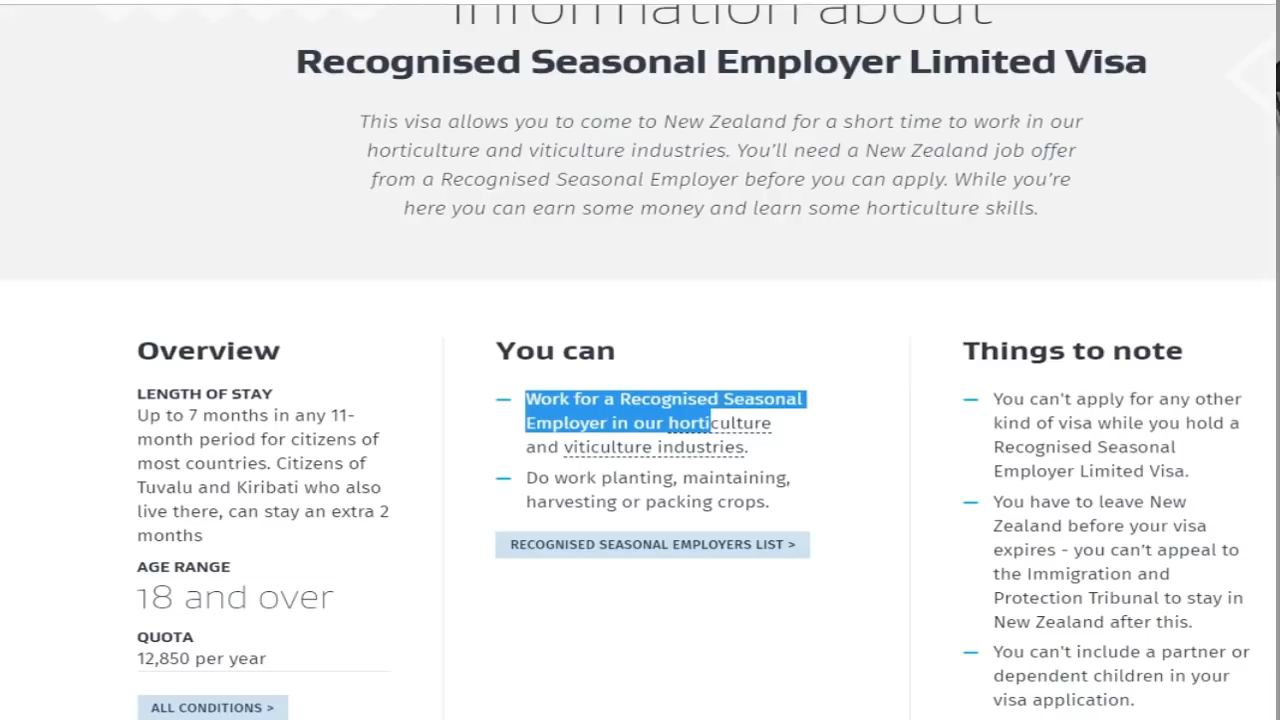 information about
Recognised Seasonal Employer Limited Visa
This visa allows you to come to New Zealand for a short time to work in our
horticulture and viticulture industries. You'll need a New Zealand job offer
from a Recognised Seasonal Employer before you can apply. While you're
here you can earn some money and learn some horticulture skills.
Overview
LENGTH OF STAY
Up to 7 months in any 11-
month period for citizens of
most countries. Citizens of
Tuvalu and Kiribati who also
live there, can stay an extra 2
months
AGE RANGE
18 and over
QUOTA
12,850 per year
ALL CONDITIONS >
You can
— Work for a Recognised Seasonal
Employer in our horticulture
and viticulture industries.
— Do work planting, maintaining,
harvesting or packing crops.
RECOGNISED SEASONAL EMPLOYERS LIST >
Things to note
— You can't apply for any other
kind of visa while you hold a
Recognised Seasonal
Employer Limited Visa.
— You have to leave New
Zealand before your visa
expires - you can't appeal to
the Immigration and
Protection Tribunal to stay in
New Zealand after this.
— You can't include a partner or
dependent children in your
visa application.